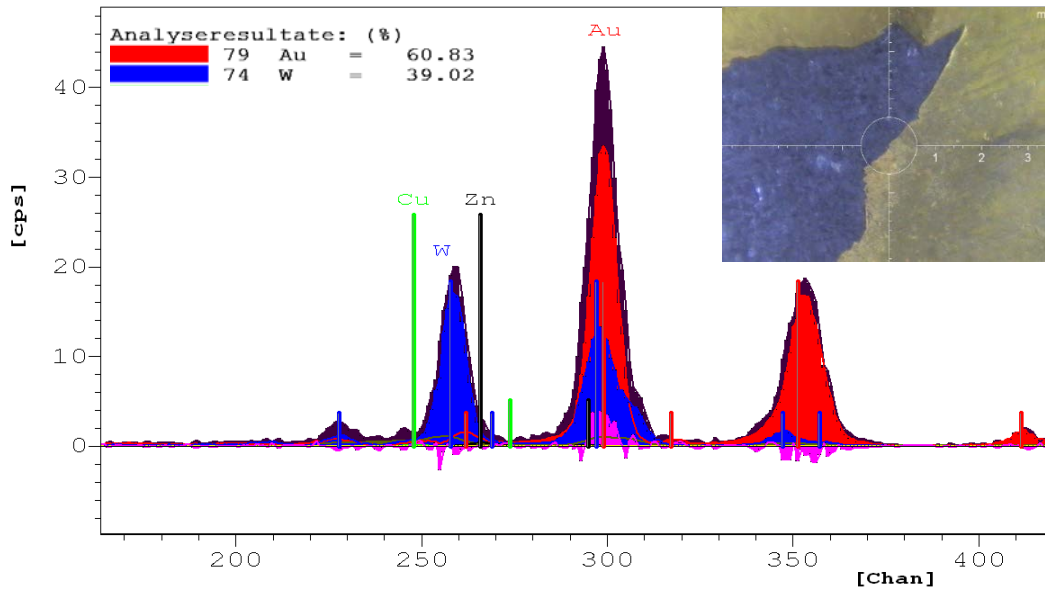 Analyseresultate: (%)
79 Au = 60.83
74 W = 39.02
Au
Cu
Zn
W
[cps]
40
30
20
10
0
200
250
300
350
400
[Chan]
m
1
2
3